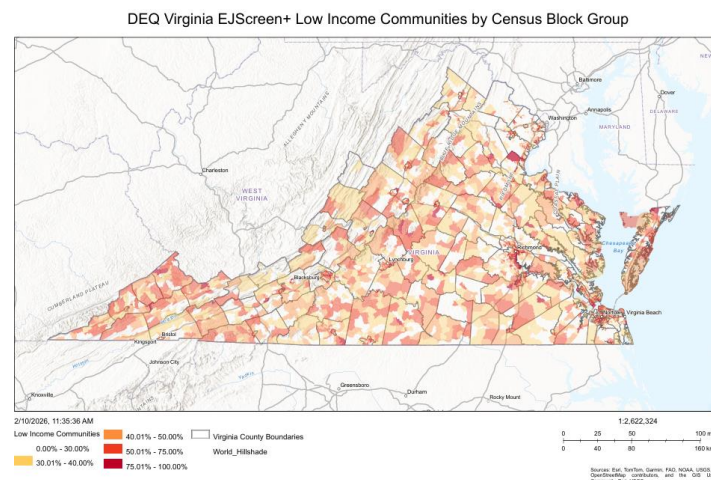 DEQ Virginia EJScreen+ Low Income Communities by Census Block Group
NEW
Baltimore
Dover
Annapolis
Washington
DELAWARE
MARYLAND
ALLEGHENY MOUNTAINS
Charleston
WEST
VIRGINIA
Chesapeake
Bay
Richmond
VIRGINIA
Lynchburg
Blacksburg
CUMBERLAND PLATEAU
Virginia Beach
Bristol
Kingsport
Johnson City
Greensboro
Durham
Knoxville
Rocky Mount
2/10/2026, 11:35:36 AM
1:2,622,324
Low Income Communities
0.00% - 30.00%
30.01% - 40.00%
40.01% - 50.00%
50.01% - 75.00%
75.01% - 100.00%
Virginia County Boundaries
World_Hillshade
0 25 50 100 m
0 40 80 160 k
Sources: Esri, TomTom, Garmin, FAO, NOAA, USGS
OpenStreetMap contributors, and the GIS U